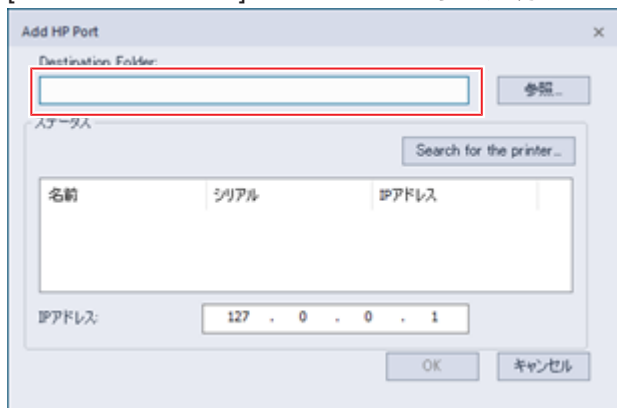 Add HP Port
Destination Folder:
参照...
ステータス
Search for the printer...
名前 シリアル IPアドレス
IPアドレス: 127 . 0 . 0 . 1
OK キャンセル